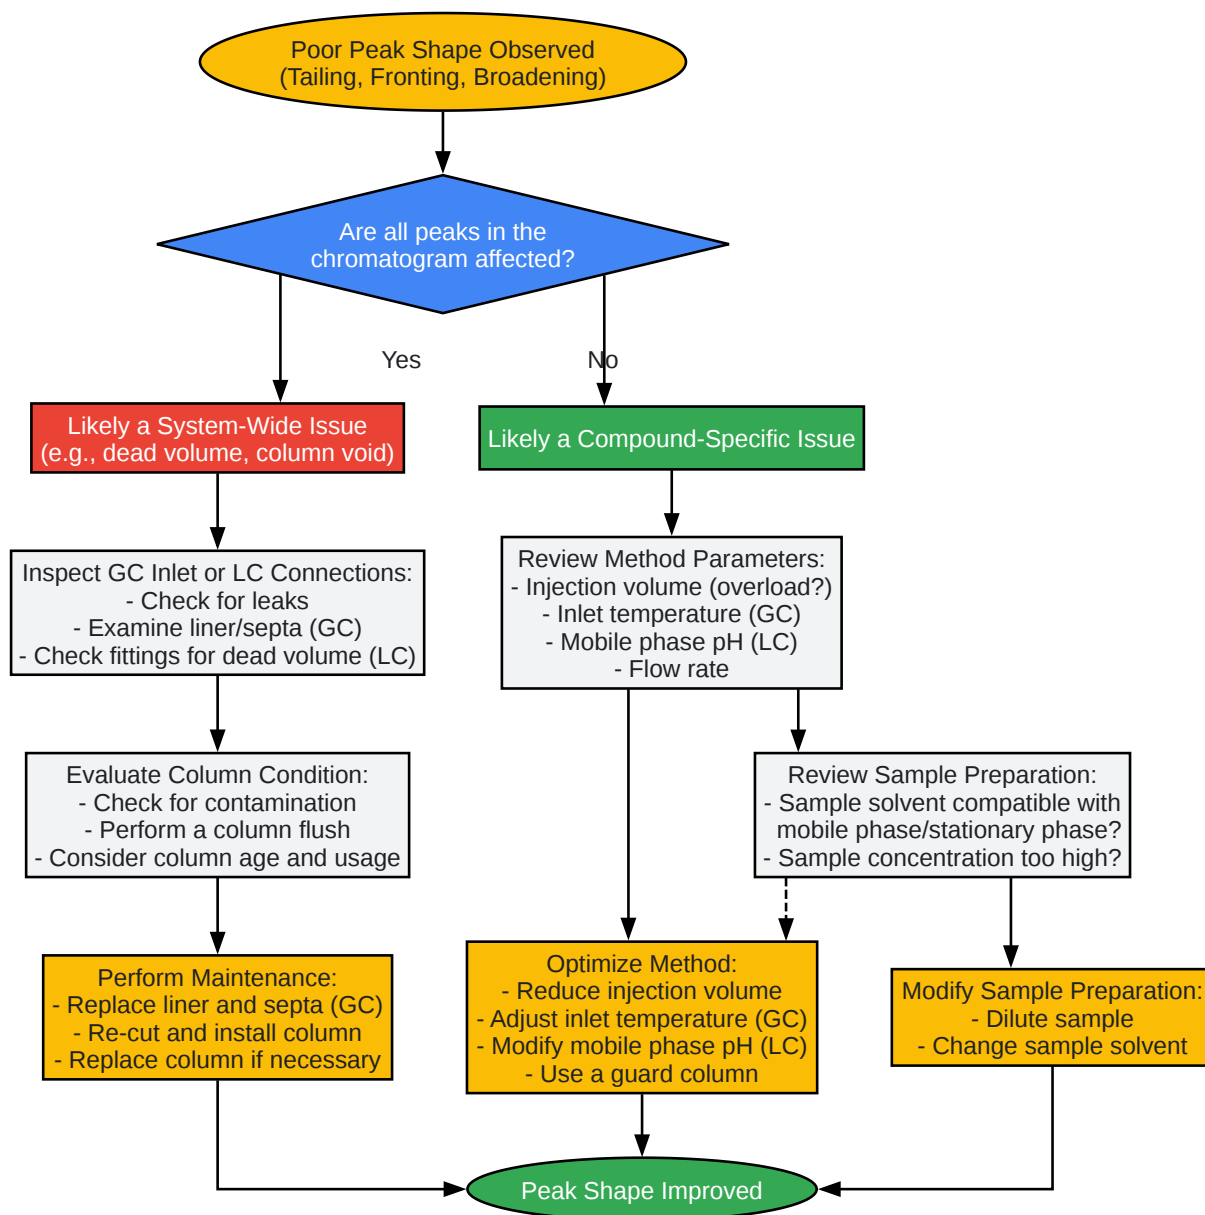 Poor Peak Shape Observed
(Tailing, Fronting, Broadening)
Are all peaks in the
chromatogram affected?
Yes
No
Likely a System-Wide Issue
(e.g., dead volume, column void)
Likely a Compound-Specific Issue
Inspect GC Inlet or LC Connections:
- Check for leaks
- Examine liner/septa (GC)
- Check fittings for dead volume (LC)
Review Method Parameters:
- Injection volume (overload?)
- Inlet temperature (GC)
- Mobile phase pH (LC)
- Flow rate
Evaluate Column Condition:
- Check for contamination
- Perform a column flush
- Consider column age and usage
Review Sample Preparation:
- Sample solvent compatible with
mobile phase/stationary phase?
- Sample concentration too high?
Perform Maintenance:
- Replace liner and septa (GC)
- Re-cut and install column
- Replace column if necessary
Optimize Method:
- Reduce injection volume
- Adjust inlet temperature (GC)
- Modify mobile phase pH (LC)
- Use a guard column
Modify Sample Preparation:
- Dilute sample
- Change sample solvent
Peak Shape Improved